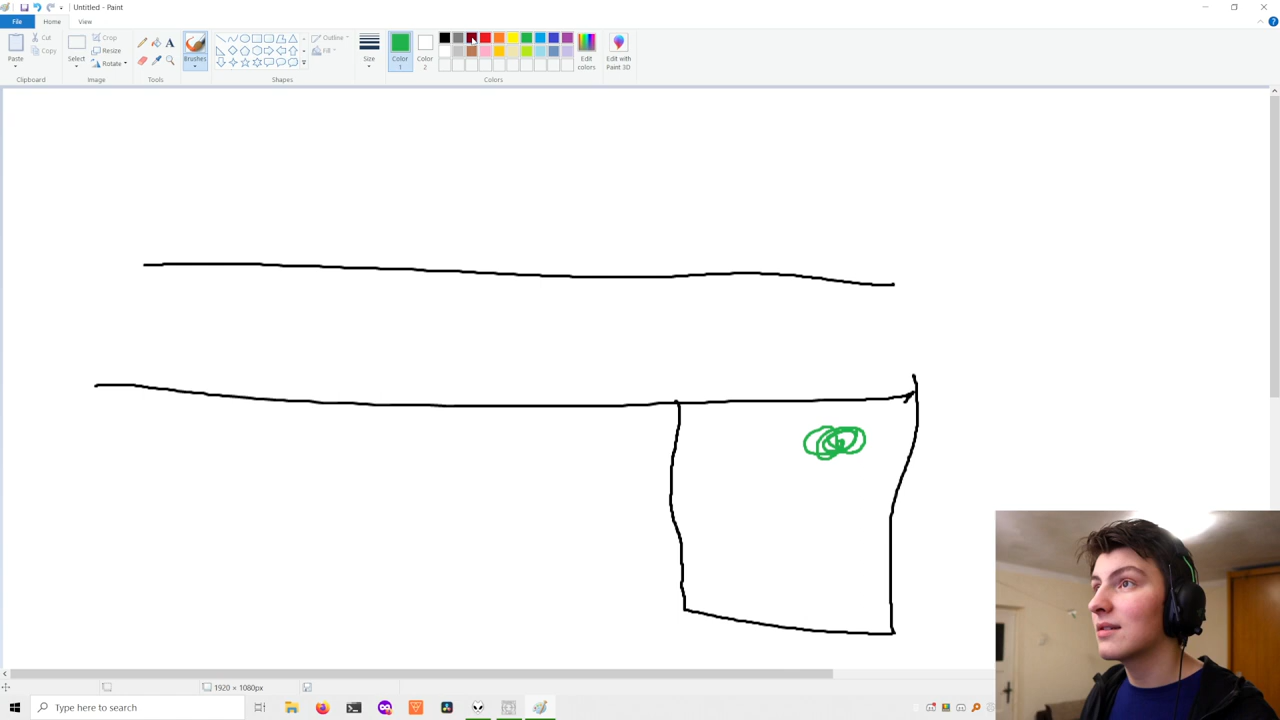 Untitled - Paint
File
Home
View
Paste
Cut
Copy
Clipboard
Select
Crop
Resize
Rotate
Image
Tools
Brushes
Shapes
Outline
Fill
Size
Color 1
Color 2
Colors
Edit colors
Edit with Paint 3D
1920 × 1080px
Type here to search